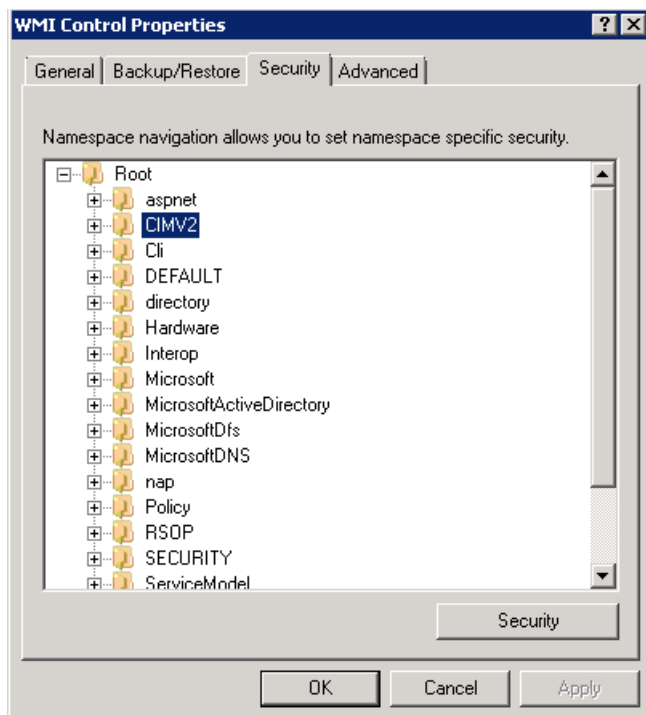 WMI Control Properties
General
Backup/Restore
Security
Advanced
Namespace navigation allows you to set namespace specific security.
Root
aspnet
CIMV2
Cli
DEFAULT
directory
Hardware
Interop
Microsoft
MicrosoftActiveDirectory
MicrosoftDfs
MicrosoftDNS
nap
Policy
RSOP
SECURITY
ServiceModel
Security
OK
Cancel
Apply